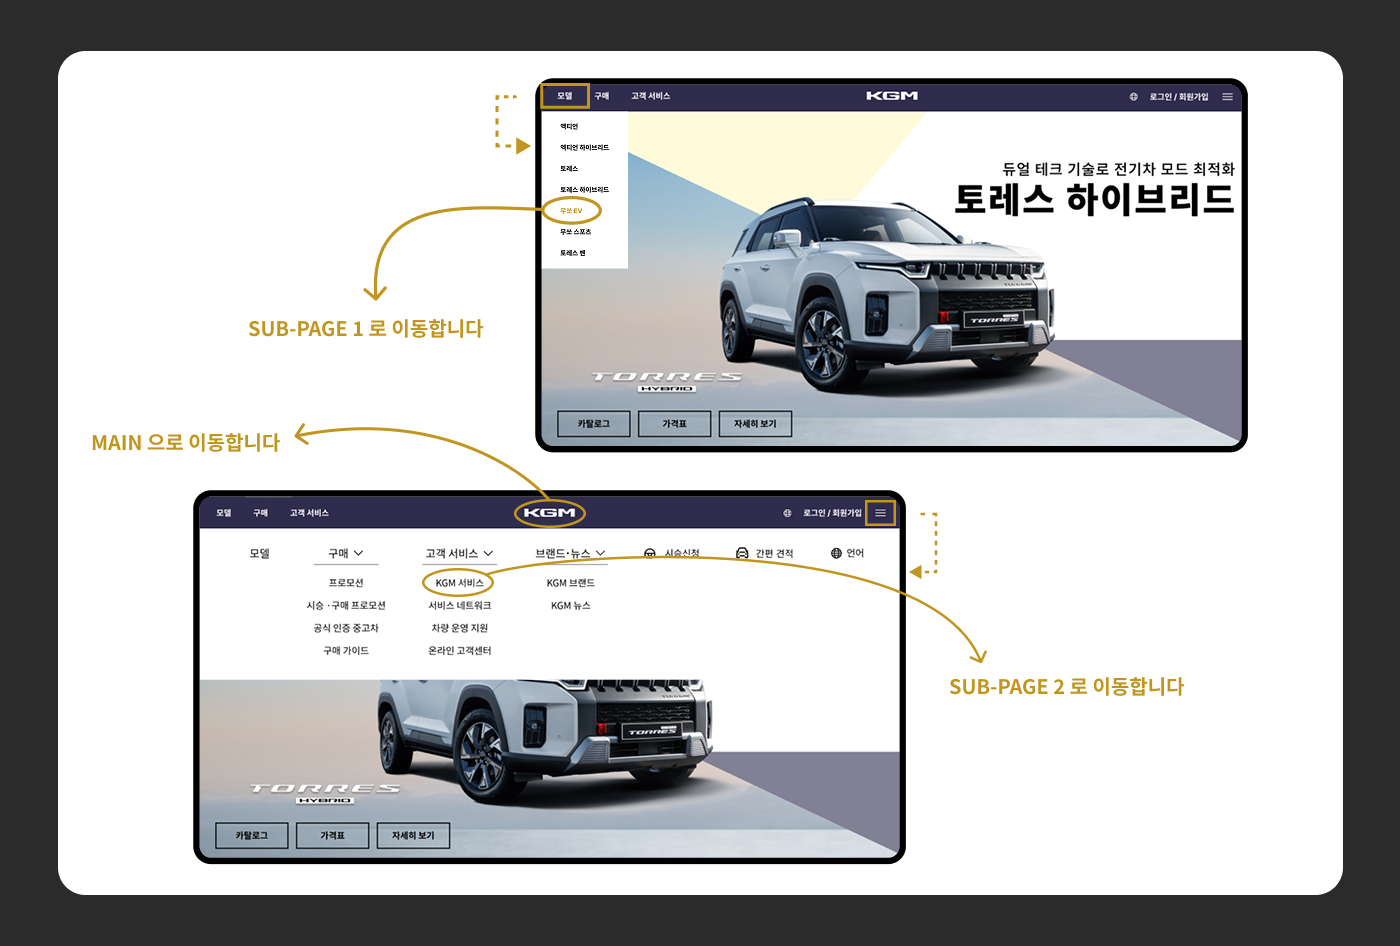 모델 구매 고객 서비스 KGM 로그인 / 회원가입
액티언
액티언 하이브리드
토레스
토레스 하이브리드
무쏘 EV
무쏘 스포츠
토레스 벤
듀얼 테크 기술로 전기차 모드 최적화
토레스 하이브리드
TORRES
TORRES
HYBRID
카탈로그 가격표 자세히 보기
SUB-PAGE 1 로 이동합니다
MAIN 으로 이동합니다
모델 구매 고객 서비스 KGM 로그인 / 회원가입
모델 구매 고객 서비스 브랜드·뉴스 시승신청 간편 견적 언어
프로모션 KGM 서비스 KGM 브랜드
시승 · 구매 프로모션 서비스 네트워크 KGM 뉴스
공식 인증 중고차 차량 운영 지원
구매 가이드 온라인 고객센터
SUB-PAGE 2 로 이동합니다
TORRES
TORRES
HYBRID
카탈로그 가격표 자세히 보기